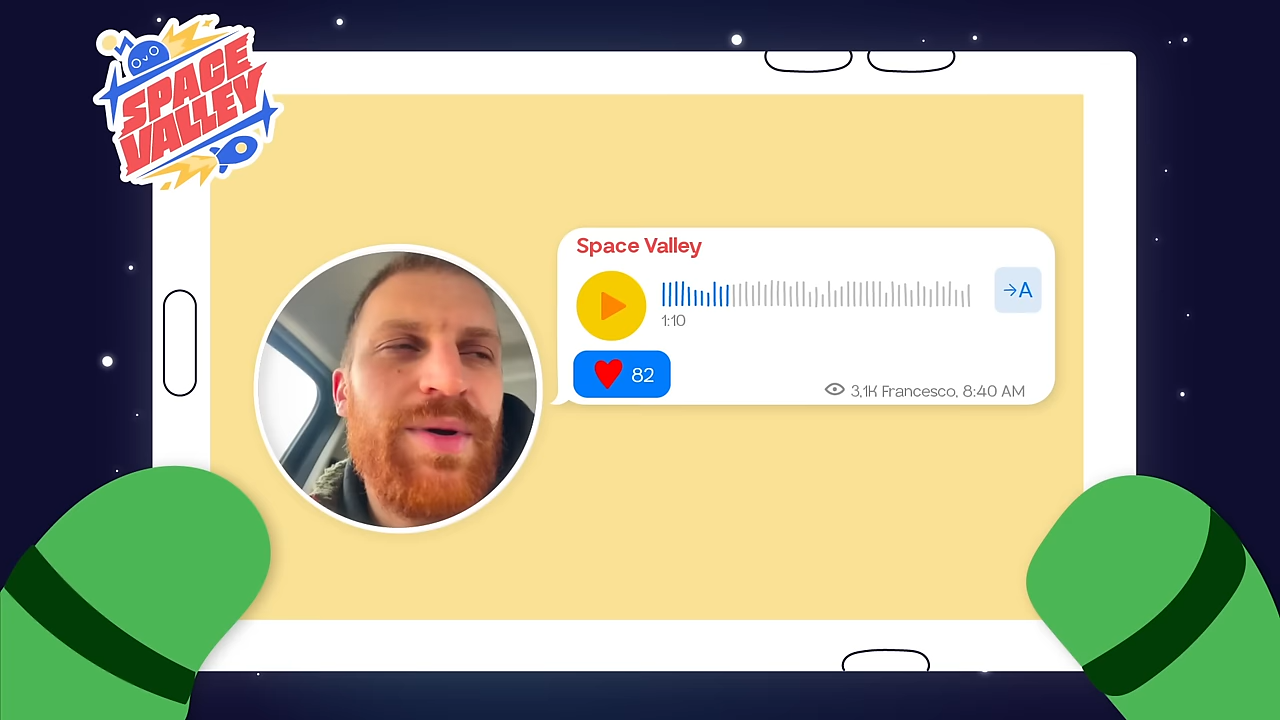 SPACE
VALLEY
Space Valley
→A
1:10
82
3,1K Francesco, 8:40 AM